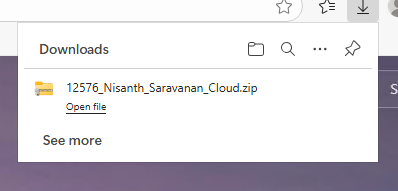 Downloads
12576_Nisanth_Saravanan_Cloud.zip
Open file
See more
S